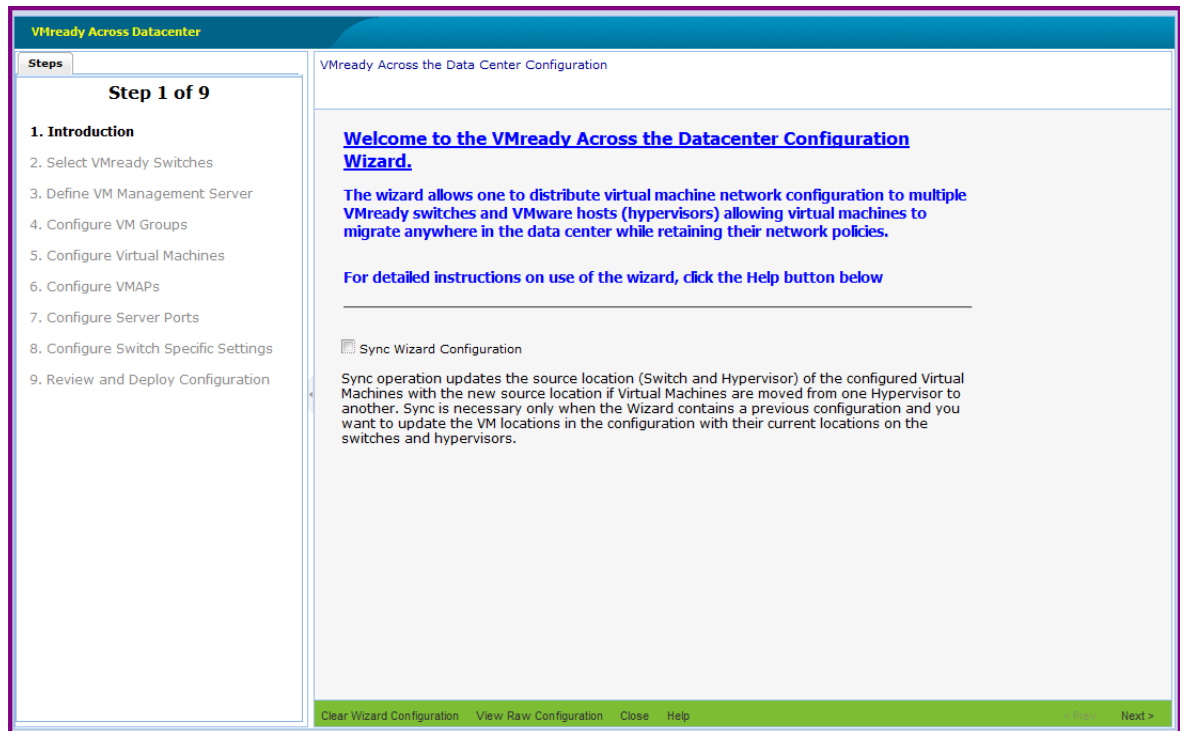 VMready Across Datacenter
Steps
Step 1 of 9
1. Introduction
2. Select VMready Switches
3. Define VM Management Server
4. Configure VM Groups
5. Configure Virtual Machines
6. Configure VMAPs
7. Configure Server Ports
8. Configure Switch Specific Settings
9. Review and Deploy Configuration
VMready Across the Data Center Configuration
Welcome to the VMready Across the Datacenter Configuration
Wizard.
The wizard allows one to distribute virtual machine network configuration to multiple
VMready switches and VMware hosts (hypervisors) allowing virtual machines to
migrate anywhere in the data center while retaining their network policies.
For detailed instructions on use of the wizard, click the Help button below
Sync Wizard Configuration
Sync operation updates the source location (Switch and Hypervisor) of the configured Virtual
Machines with the new source location if Virtual Machines are moved from one Hypervisor to
another. Sync is necessary only when the Wizard contains a previous configuration and you
want to update the VM locations in the configuration with their current locations on the
switches and hypervisors.
Clear Wizard Configuration View Raw Configuration Close Help < Prev Next >